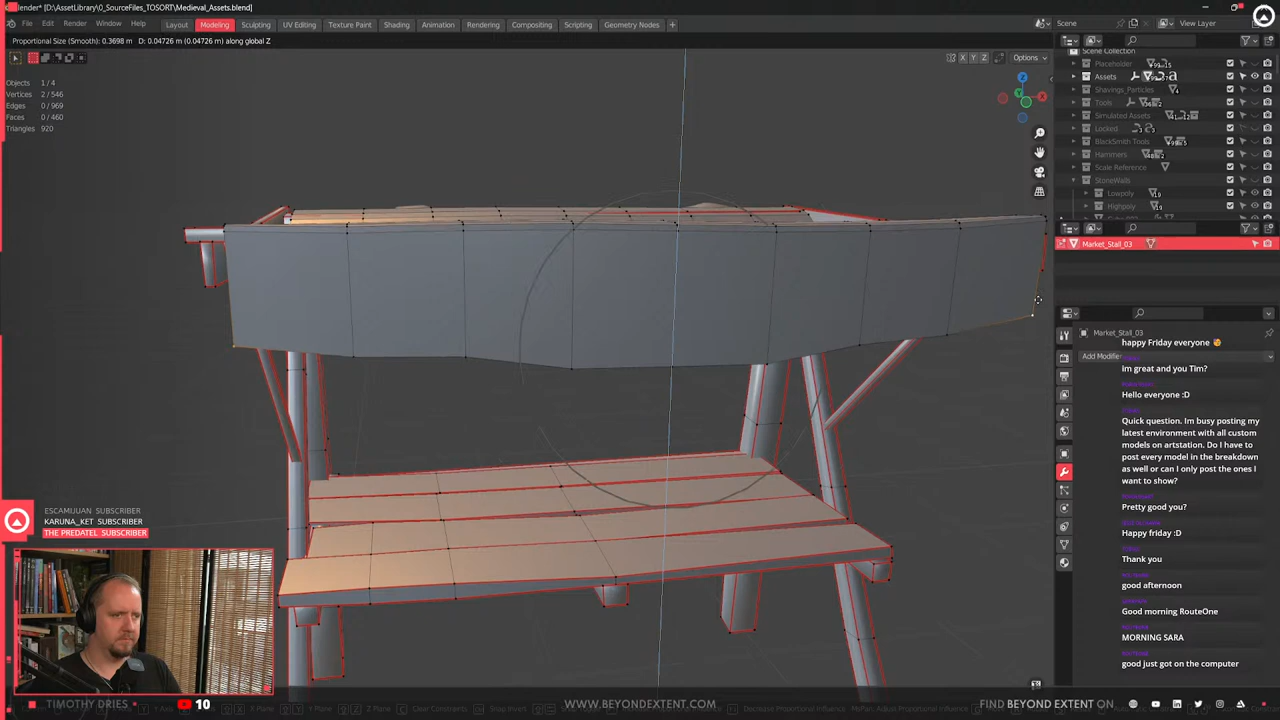 Blender* [D:\AssetLibrary\0_SourceFiles_TOSORT\Medieval_Assets.blend]
File Edit Render Window Help Layout Modeling Sculpting UV Editing Texture Paint Shading Animation Rendering Compositing Scripting Geometry Nodes +
Scene View Layer
Proportional Size (Smooth): 0.3698 m D: 0.04726 m (0.04726 m) along global Z
X Y Z Options
Objects 1/4
Vertices 2/546
Edges 0/969
Faces 0/460
Triangles 920
Z
X
Y
Scene Collection
Placeholder
Assets
Shavings_Particles
Tools
Simulated Assets
Locked
BlackSmith Tools
Hammers
Scale Reference
StoneWalls
Lowpoly
Highpoly
Market_Stall_03
Market_Stall_03
Add Modifier
happy Friday everyone
im great and you Tim?
Hello everyone :D
Quick question. Im busy posting my
latest environment with all custom
models on artstation. Do I have to
post every model in the breakdown
as well or can I only post the ones I
want to show?
Pretty good you?
Happy friday :D
Thank you
good afternoon
Good morning RouteOne
MORNING SARA
good just got on the computer
ESCAMIJUAN SUBSCRIBER
KARUNA_KET SUBSCRIBER
THE PREDATEL SUBSCRIBER
TIMOTHY DRIES 10 WWW.BEYONDEXTENT.COM FIND BEYOND EXTENT